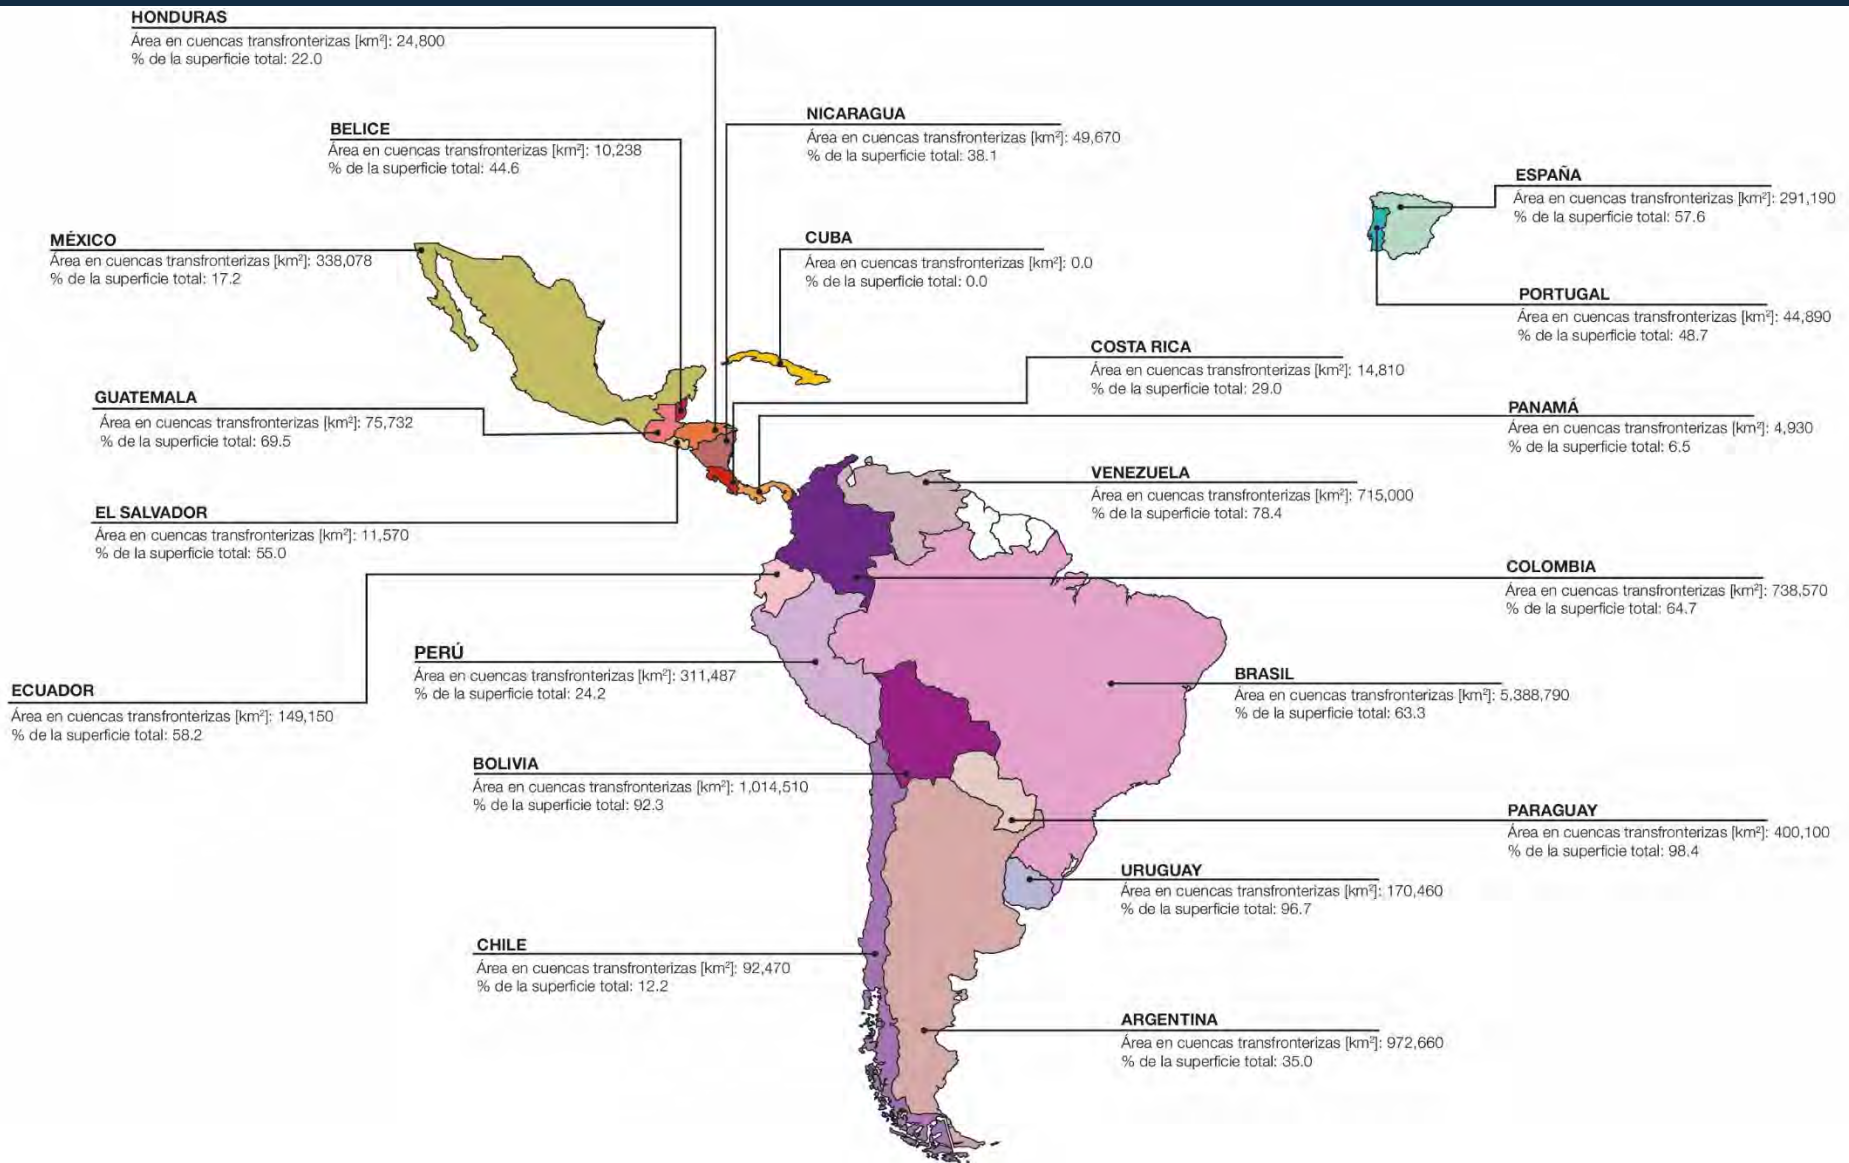 HONDURAS
Área en cuencas transfronterizas [km²]: 24,800
% de la superficie total: 22.0
BELICE
Área en cuencas transfronterizas [km²]: 10,238
% de la superficie total: 44.6
NICARAGUA
Área en cuencas transfronterizas [km²]: 49,670
% de la superficie total: 38.1
ESPAÑA
Área en cuencas transfronterizas [km²]: 291,190
% de la superficie total: 57.6
MÉXICO
Área en cuencas transfronterizas [km²]: 338,078
% de la superficie total: 17.2
CUBA
Área en cuencas transfronterizas [km²]: 0.0
% de la superficie total: 0.0
PORTUGAL
Área en cuencas transfronterizas [km²]: 44,890
% de la superficie total: 48.7
COSTA RICA
Área en cuencas transfronterizas [km²]: 14,810
% de la superficie total: 29.0
GUATEMALA
Área en cuencas transfronterizas [km²]: 75,732
% de la superficie total: 69.5
PANAMÁ
Área en cuencas transfronterizas [km²]: 4,930
% de la superficie total: 6.5
VENEZUELA
Área en cuencas transfronterizas [km²]: 715,000
% de la superficie total: 78.4
EL SALVADOR
Área en cuencas transfronterizas [km²]: 11,570
% de la superficie total: 55.0
COLOMBIA
Área en cuencas transfronterizas [km²]: 738,570
% de la superficie total: 64.7
PERÚ
Área en cuencas transfronterizas [km²]: 311,487
% de la superficie total: 24.2
BRASIL
Área en cuencas transfronterizas [km²]: 5,388,790
% de la superficie total: 63.3
ECUADOR
Área en cuencas transfronterizas [km²]: 149,150
% de la superficie total: 58.2
BOLIVIA
Área en cuencas transfronterizas [km²]: 1,014,510
% de la superficie total: 92.3
PARAGUAY
Área en cuencas transfronterizas [km²]: 400,100
% de la superficie total: 98.4
URUGUAY
Área en cuencas transfronterizas [km²]: 170,460
% de la superficie total: 96.7
CHILE
Área en cuencas transfronterizas [km²]: 92,470
% de la superficie total: 12.2
ARGENTINA
Área en cuencas transfronterizas [km²]: 972,660
% de la superficie total: 35.0